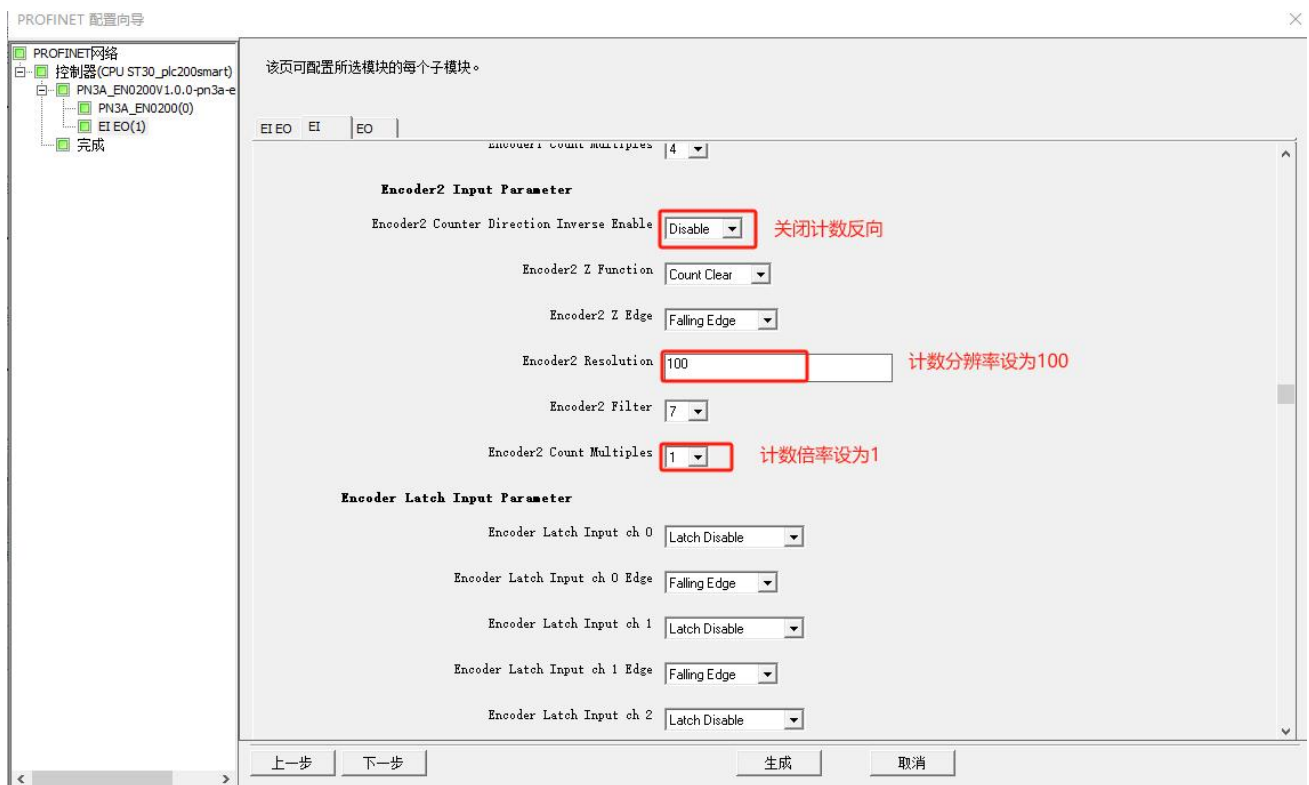 PROFINET 配置向导
PROFINET网络
控制器(CPU ST30_plc200smart)
PN3A_EN0200V1.0.0-pn3a-e
PN3A_EN0200(0)
EI EO(1)
完成
该页可配置所选模块的每个子模块。
EI EO EI EO
Encoder1 Count Multiples 4
Encoder2 Input Parameter
Encoder2 Counter Direction Inverse Enable Disable 关闭计数反向
Encoder2 Z Function Count Clear
Encoder2 Z Edge Falling Edge
Encoder2 Resolution 100 计数分辨率设为100
Encoder2 Filter 7
Encoder2 Count Multiples 1 计数倍率设为1
Encoder Latch Input Parameter
Encoder Latch Input ch 0 Latch Disable
Encoder Latch Input ch 0 Edge Falling Edge
Encoder Latch Input ch 1 Latch Disable
Encoder Latch Input ch 1 Edge Falling Edge
Encoder Latch Input ch 2 Latch Disable
上一步 下一步 生成 取消